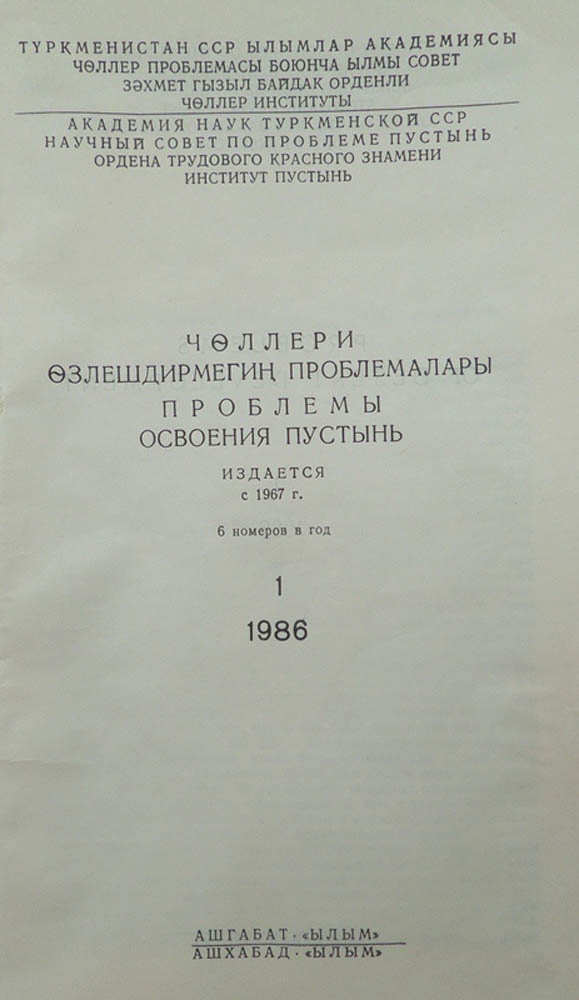 ТҮРКМЕНИСТАН ССР ЫЛЫМЛАР АКАДЕМИЯСЫ
ЧӨЛЛЕР ПРОБЛЕМАСЫ БОЮНЧА ЫЛМЫ СОВЕТ
ЗӘХМЕТ ГЫЗЫЛ БАЙДАК ОРДЕНЛИ
ЧӨЛЛЕР ИНСТИТУТЫ
АКАДЕМИЯ НАУК ТУРКМЕНСКОЙ ССР
НАУЧНЫЙ СОВЕТ ПО ПРОБЛЕМЕ ПУСТЫНЬ
ОРДЕНА ТРУДОВОГО КРАСНОГО ЗНАМЕНИ
ИНСТИТУТ ПУСТЫНЬ
ЧӨЛЛЕРИ
ӨЗЛЕШДИРМЕГИҢ ПРОБЛЕМАЛАРЫ
ПРОБЛЕМЫ
ОСВОЕНИЯ ПУСТЫНЬ
ИЗДАЕТСЯ
с 1967 г.
6 номеров в год
1
1986
АШГАБАТ · «ЫЛЫМ»
АШХАБАД · «ЫЛЫМ»